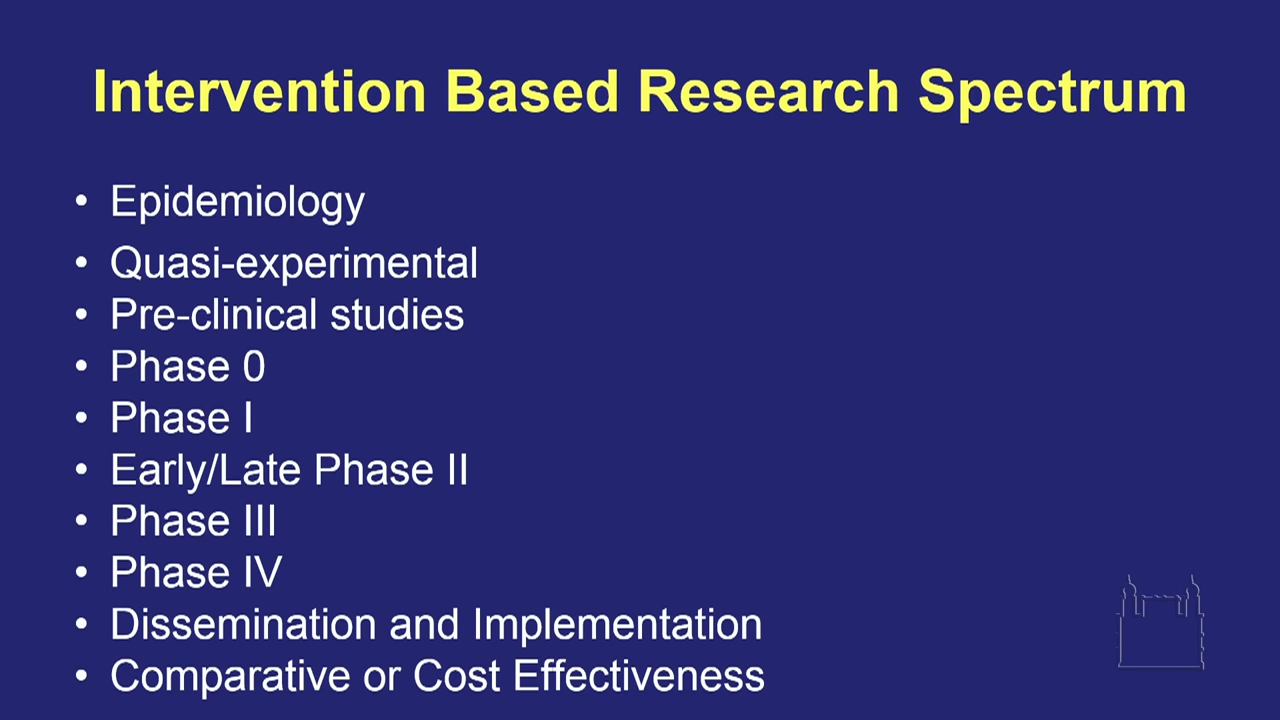 Intervention Based Research Spectrum
• Epidemiology
• Quasi-experimental
• Pre-clinical studies
• Phase 0
• Phase I
• Early/Late Phase II
• Phase III
• Phase IV
• Dissemination and Implementation
• Comparative or Cost Effectiveness